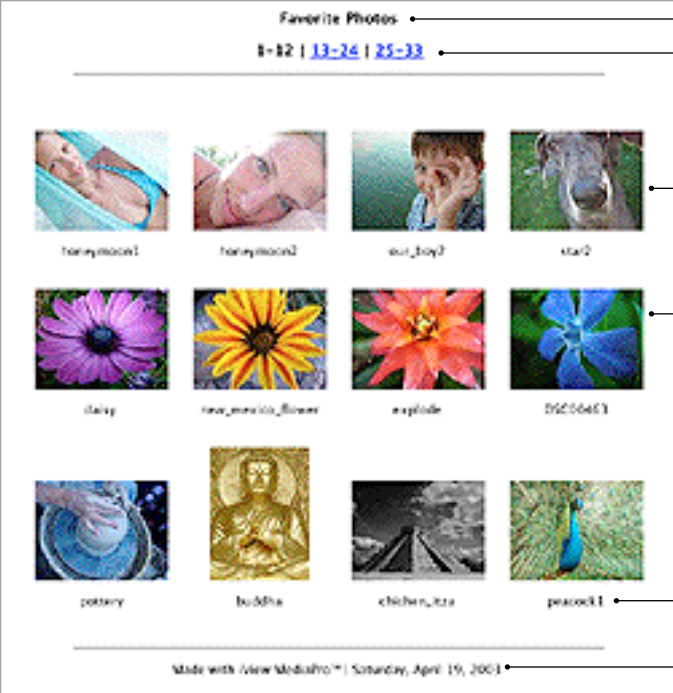 Favorite Photos
1-12 | 13-24 | 25-33
honeymoon1 honeymoon2 our_boy2 star2
daisy new_mexico_flower explode DSC00463
pottery buddha chichen_itza peacock1
Made with iView MediaPro™ | Saturday, April 19, 2003